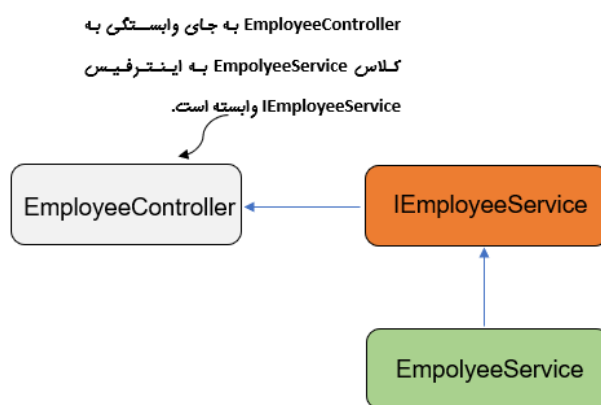 EmployeeController به جای وابستگی به
کلاس EmpolyeeService به اینترفیس
IEmployeeService وابسته است.
EmployeeController
IEmployeeService
EmpolyeeService